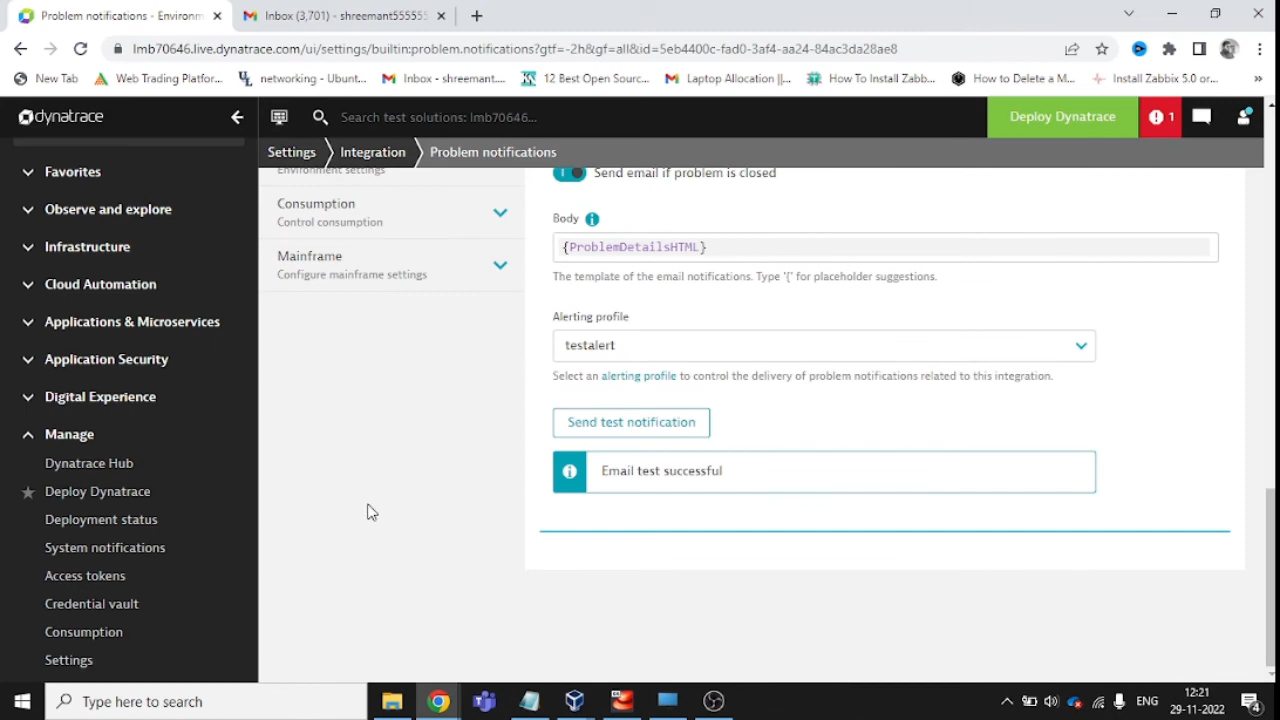 Problem notifications - Environm
Inbox (3,701) - shreemant555555
lmb70646.live.dynatrace.com/ui/settings/builtin:problem.notifications?gtf=-2h&gf=all&id=5eb4400c-fad0-3af4-aa24-84ac3da28ae8
New Tab
Web Trading Platfor...
networking - Ubunt...
Inbox - shreemant....
12 Best Open Sourc...
Laptop Allocation ||...
How To Install Zabb...
How to Delete a M...
Install Zabbix 5.0 or...
»
dynatrace
Search test solutions: lmb70646...
Deploy Dynatrace
1
Settings
Integration
Problem notifications
Favorites
Observe and explore
Infrastructure
Cloud Automation
Applications & Microservices
Application Security
Digital Experience
Manage
Dynatrace Hub
Deploy Dynatrace
Deployment status
System notifications
Access tokens
Credential vault
Consumption
Settings
Environment settings
Consumption
Control consumption
Mainframe
Configure mainframe settings
Send email if problem is closed
Body
{ProblemDetailsHTML}
The template of the email notifications. Type '{' for placeholder suggestions.
Alerting profile
testalert
Select an alerting profile to control the delivery of problem notifications related to this integration.
Send test notification
Email test successful
Type here to search
ENG
12:21
29-11-2022
4